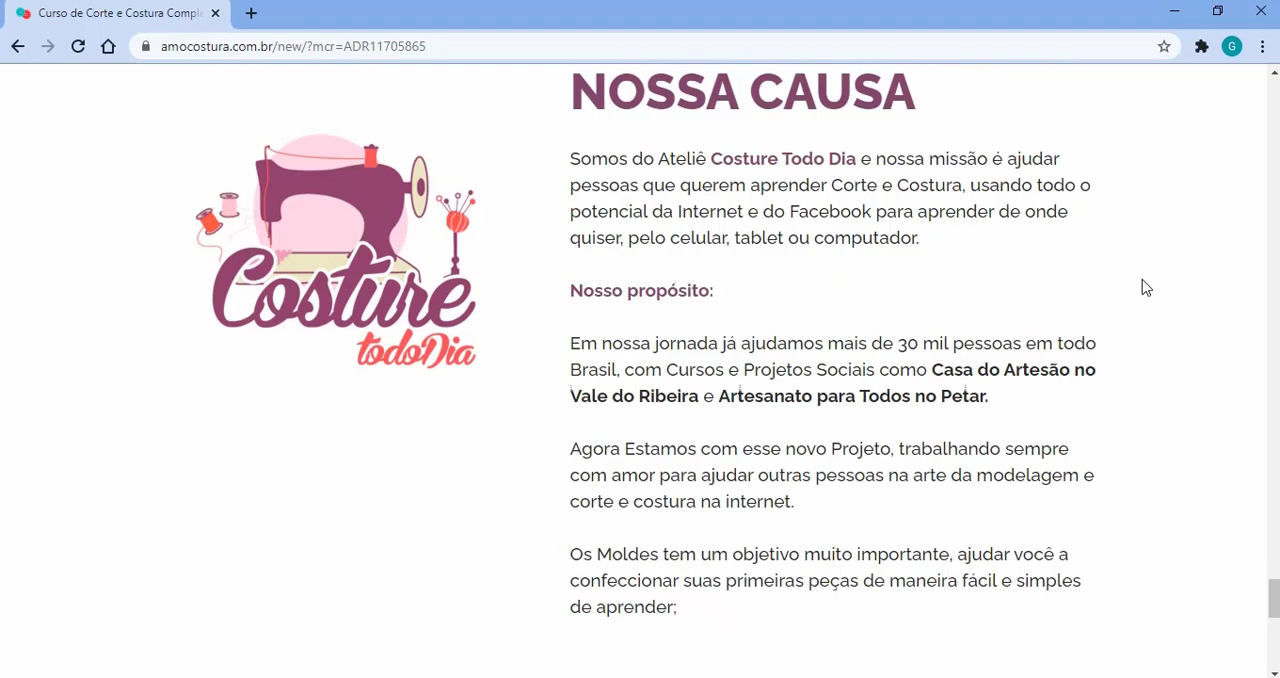 Curso de Corte e Costura Comple
amocostura.com.br/new/?mcr=ADR11705865
G
NOSSA CAUSA
Somos do Ateliê Costure Todo Dia e nossa missão é ajudar
pessoas que querem aprender Corte e Costura, usando todo o
potencial da Internet e do Facebook para aprender de onde
quiser, pelo celular, tablet ou computador.
Costure
todoDia
Nosso propósito:
Em nossa jornada já ajudamos mais de 30 mil pessoas em todo
Brasil, com Cursos e Projetos Sociais como Casa do Artesão no
Vale do Ribeira e Artesanato para Todos no Petar.
Agora Estamos com esse novo Projeto, trabalhando sempre
com amor para ajudar outras pessoas na arte da modelagem e
corte e costura na internet.
Os Moldes tem um objetivo muito importante, ajudar você a
confeccionar suas primeiras peças de maneira fácil e simples
de aprender;